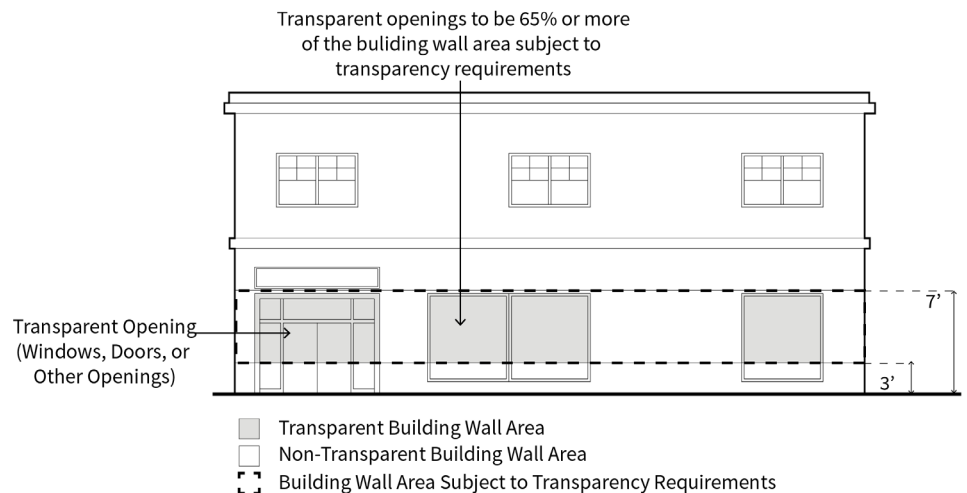 Transparent openings to be 65% or more
of the buliding wall area subject to
transparency requirements
7’
Transparent Opening
(Windows, Doors, or
Other Openings)
3’
Transparent Building Wall Area
Non-Transparent Building Wall Area
Building Wall Area Subject to Transparency Requirements